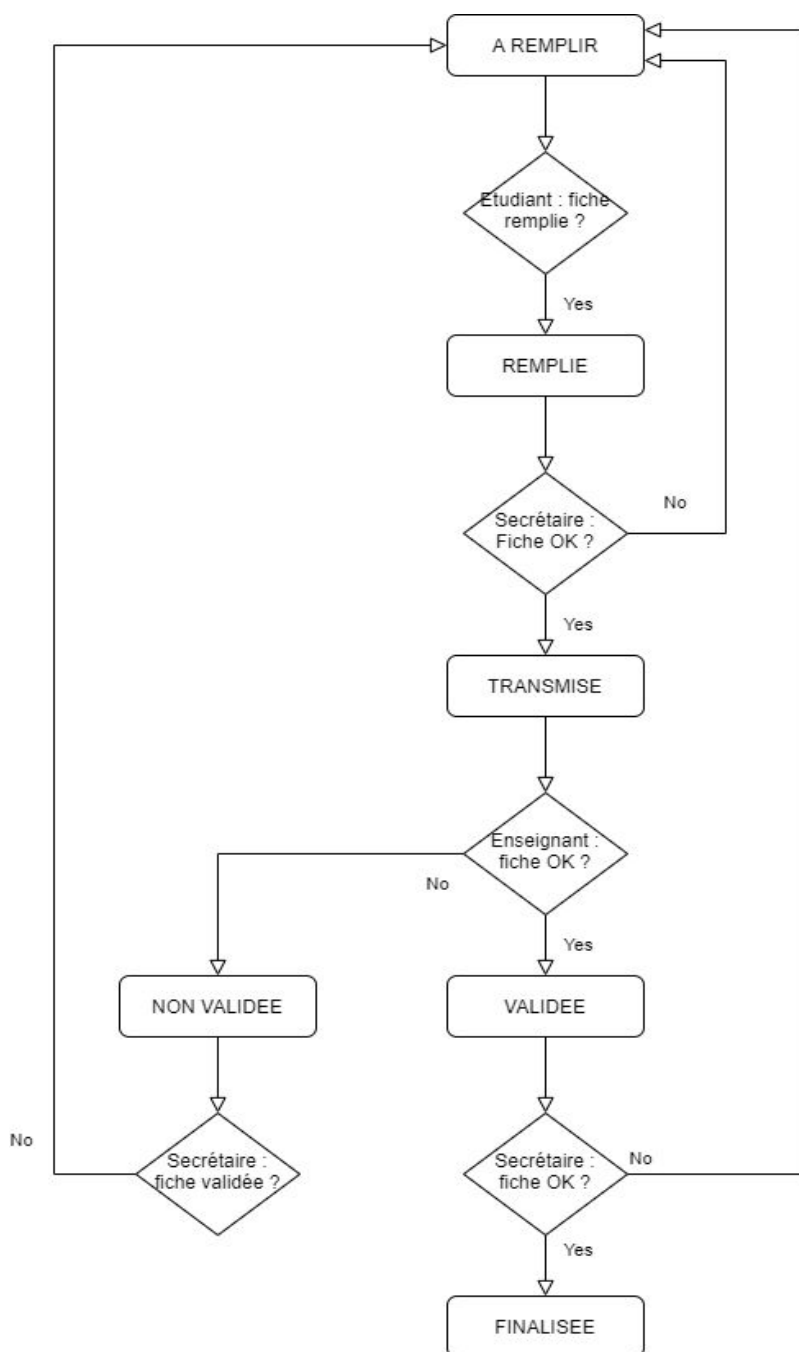 A REMPLIR
Etudiant : fiche
remplie ?
Yes
REMPLIE
Secrétaire :
Fiche OK ?
No
Yes
TRANSMISE
Enseignant :
fiche OK ?
No
Yes
NON VALIDEE
VALIDEE
No
Secrétaire :
fiche validée ?
Secrétaire :
fiche OK ?
No
Yes
FINALISEE